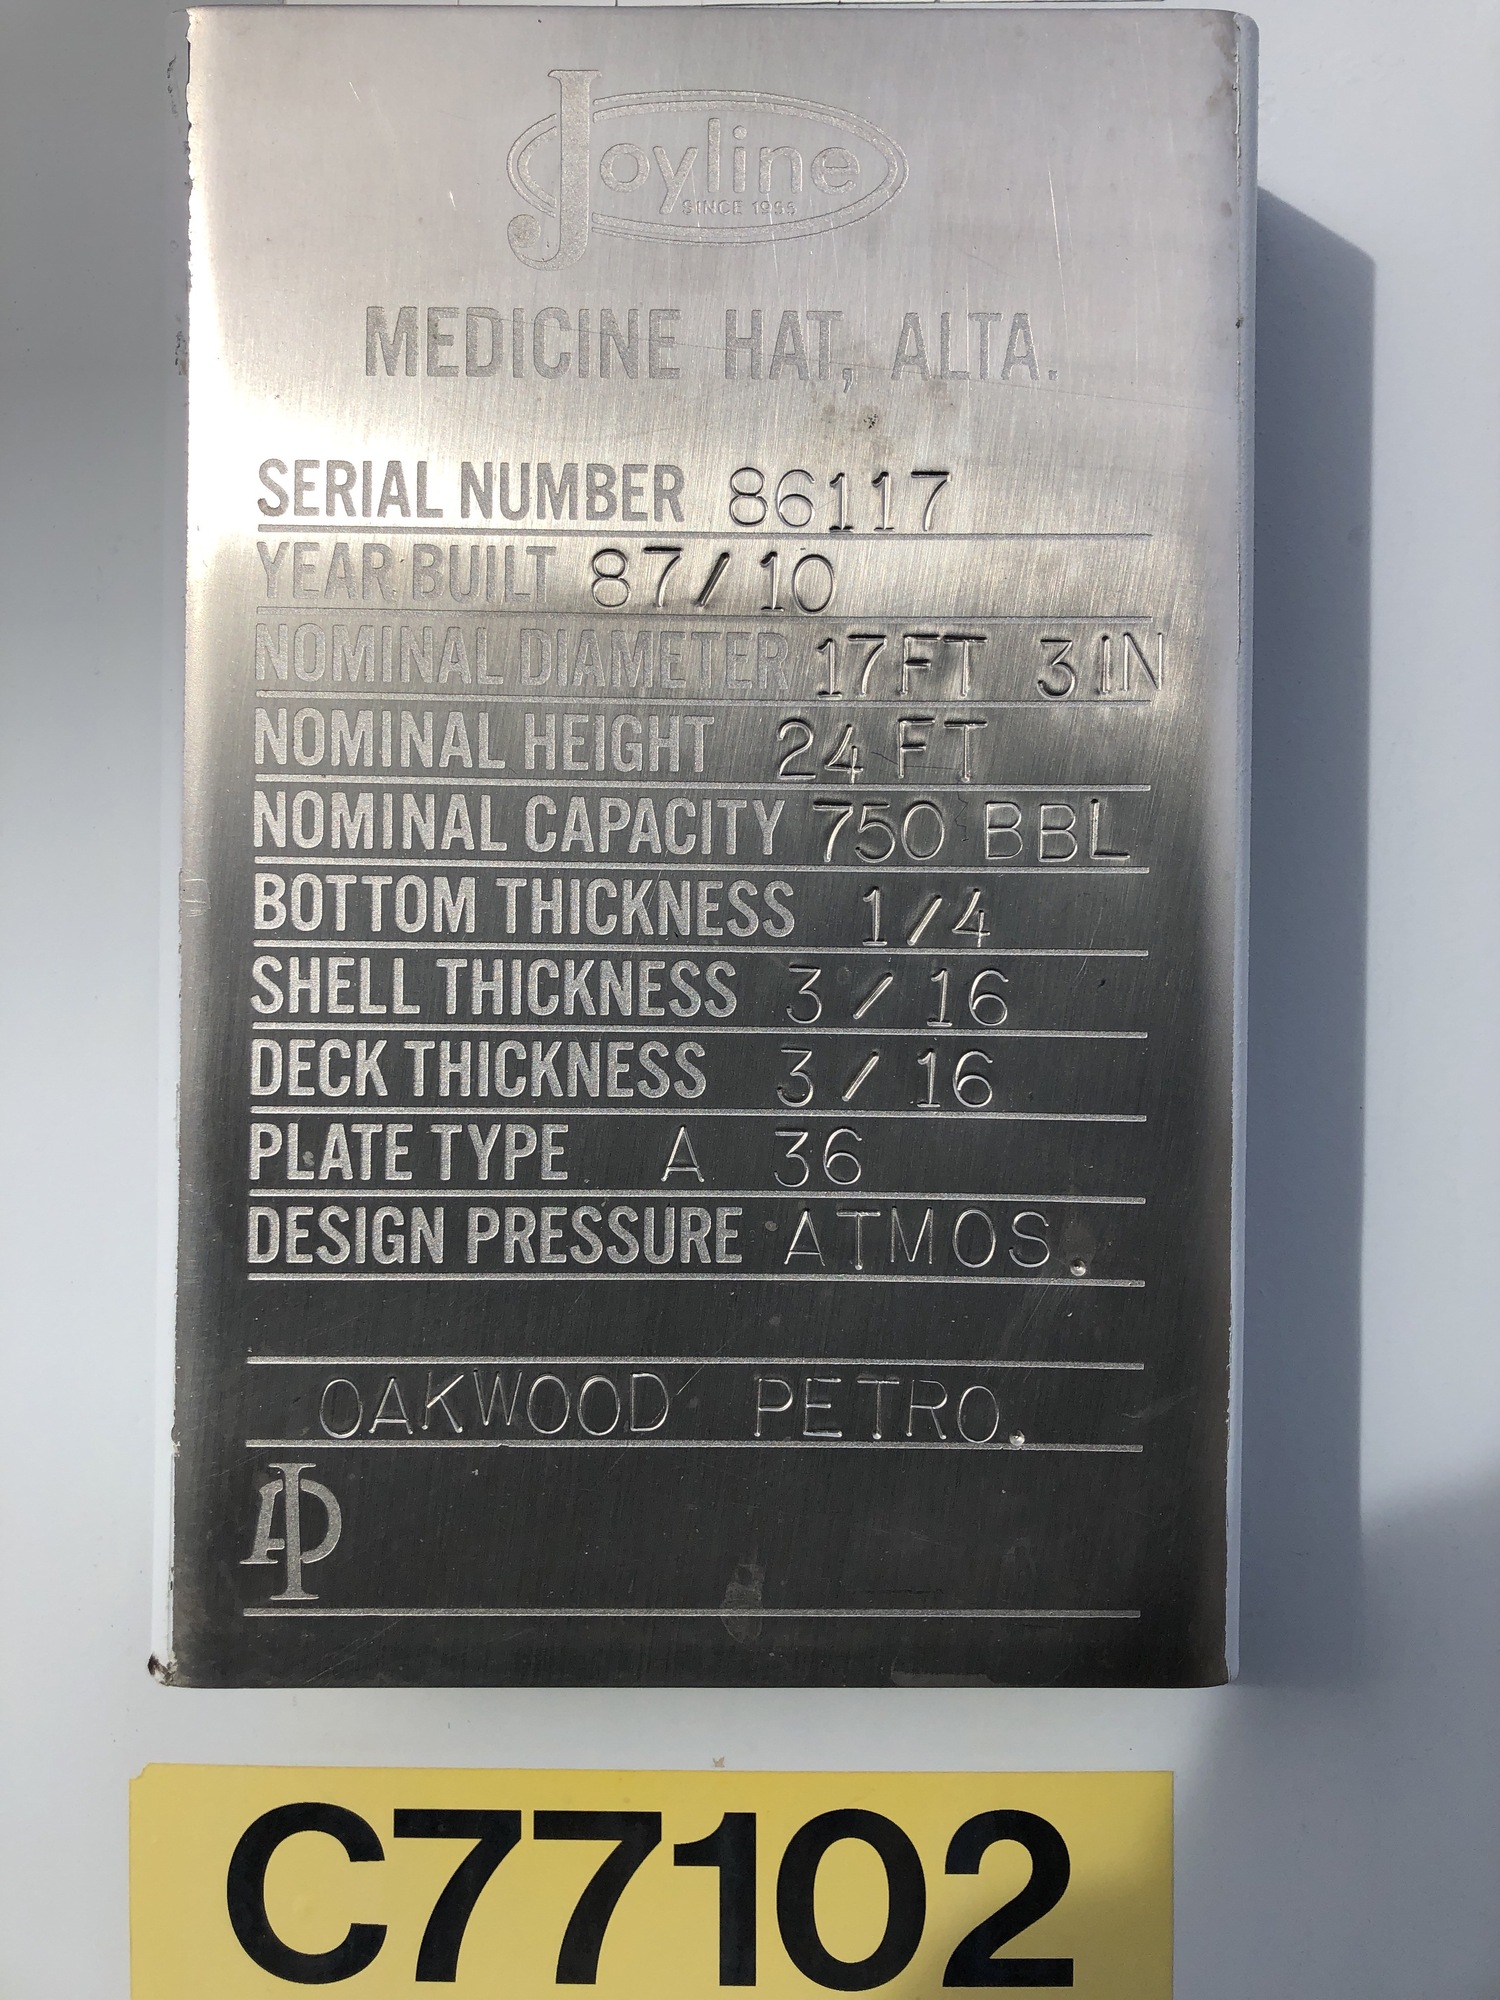 Joyline
SINCE 1955
MEDICINE HAT, ALTA.
SERIAL NUMBER 86117
YEAR BUILT 87/10
NOMINAL DIAMETER 17FT 3IN
NOMINAL HEIGHT 24 FT
NOMINAL CAPACITY 750 BBL
BOTTOM THICKNESS 1/4
SHELL THICKNESS 3/16
DECK THICKNESS 3/16
PLATE TYPE A 36
DESIGN PRESSURE ATMOS.
OAKWOOD PETRO.
API
C77102